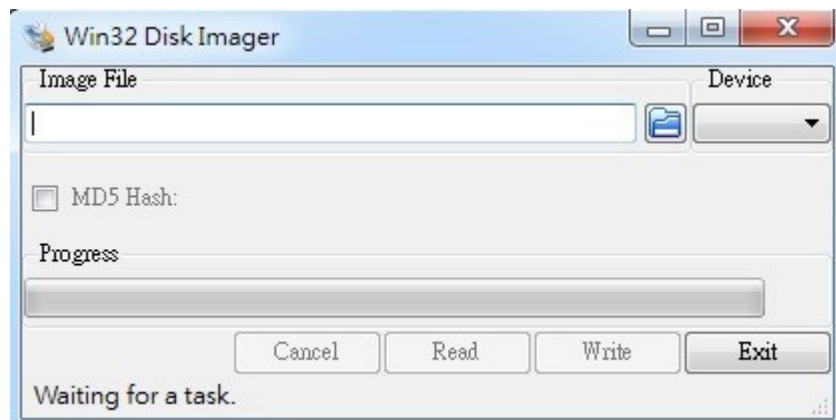 Win32 Disk Imager
Image File Device
MD5 Hash:
Progress
Cancel Read Write Exit
Waiting for a task.